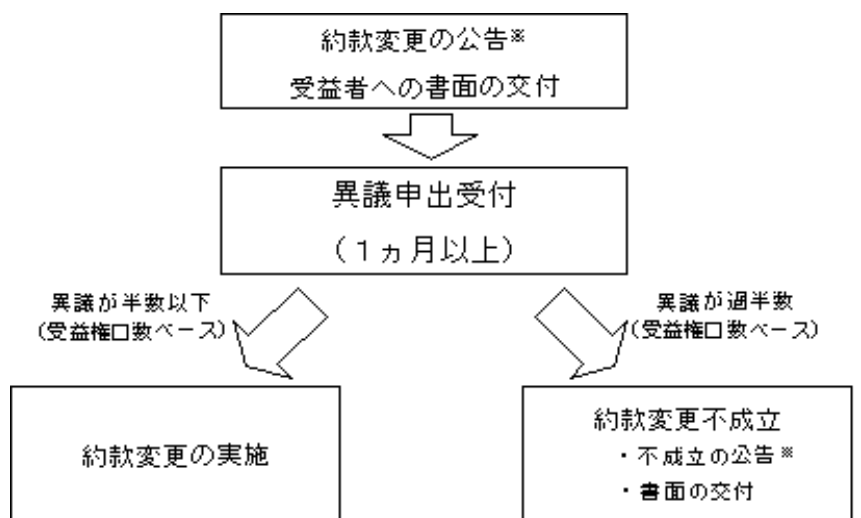 約款変更の公告※
受益者への書面の交付
異議申出受付
（１ヵ月以上）
異議が半数以下
(受益権口数ベース)
異議が過半数
(受益権口数ベース)
約款変更の実施
約款変更不成立
・不成立の公告※
・書面の交付